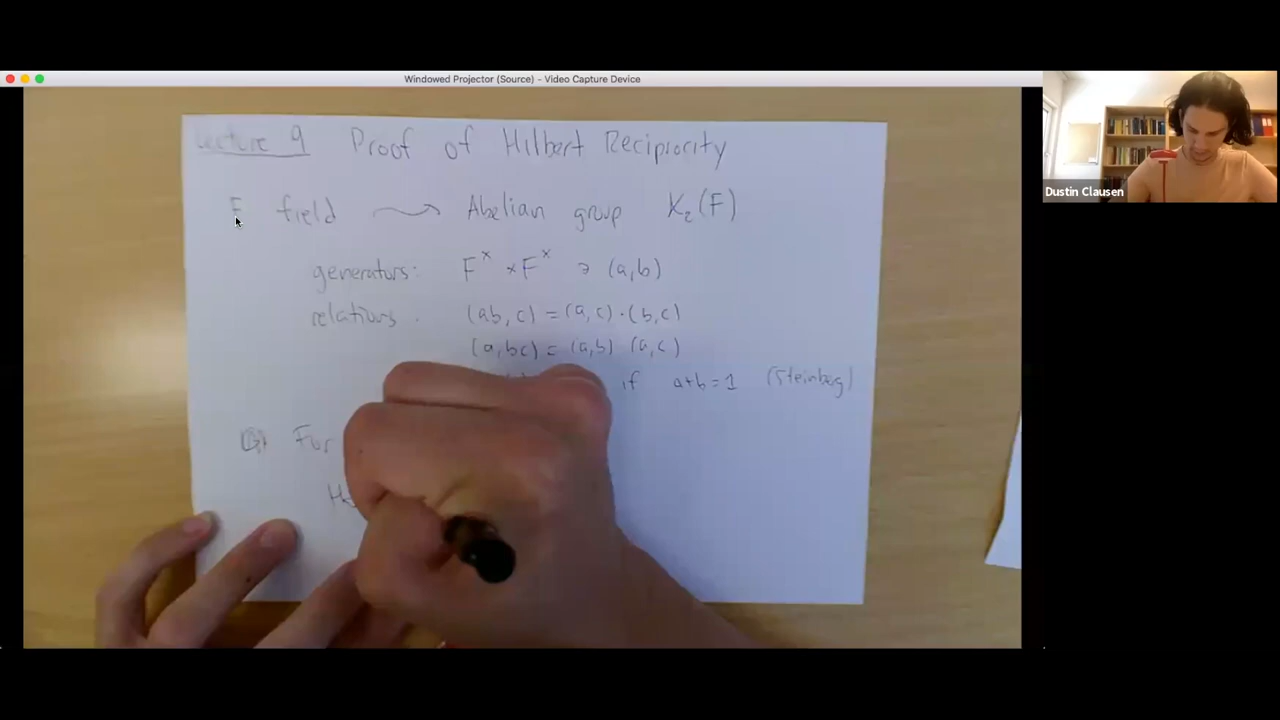 Windowed Projector (Source) - Video Capture Device
Lecture 9 Proof of Hilbert Reciprocity
Dustin Clausen
F field ⟿ Abelian group K₂(F)
generators: F^× × F^× ∋ (a,b)
relations: (ab, c) = (a, c)·(b, c)
(a, bc) = (a, b) (a, c)
if a+b=1 (Steinberg)
For